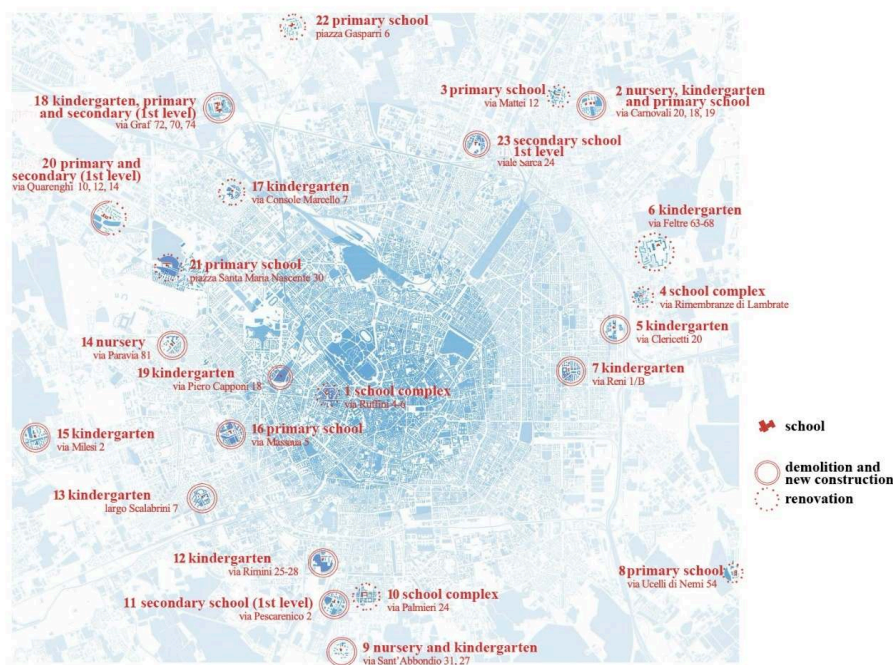 22 primary school
piazza Gasparri 6
3 primary school
via Mattei 12
2 nursery, kindergarten
and primary school
via Carnovali 20, 18, 19
18 kindergarten, primary
and secondary (1st level)
via Graf 72, 70, 74
23 secondary school
1st level
viale Sarca 24
20 primary and
secondary (1st level)
via Quarenghi 10, 12, 14
17 kindergarten
via Console Marcello 7
6 kindergarten
via Feltre 63-68
21 primary school
piazza Santa Maria Nascente 30
4 school complex
via Rimembranze di Lambrate
5 kindergarten
via Clericetti 20
14 nursery
via Paravia 81
19 kindergarten
via Piero Capponi 18
7 kindergarten
via Reni 1/B
1 school complex
via Ruffini 4-6
15 kindergarten
via Milesi 2
16 primary school
via Massaua 5
school
demolition and
new construction
renovation
13 kindergarten
largo Scalabrini 7
12 kindergarten
via Rimini 25-28
8 primary school
via Ucelli di Nemi 54
11 secondary school (1st level)
via Pescarenico 2
10 school complex
via Palmieri 24
9 nursery and kindergarten
via Sant'Abbondio 31, 27